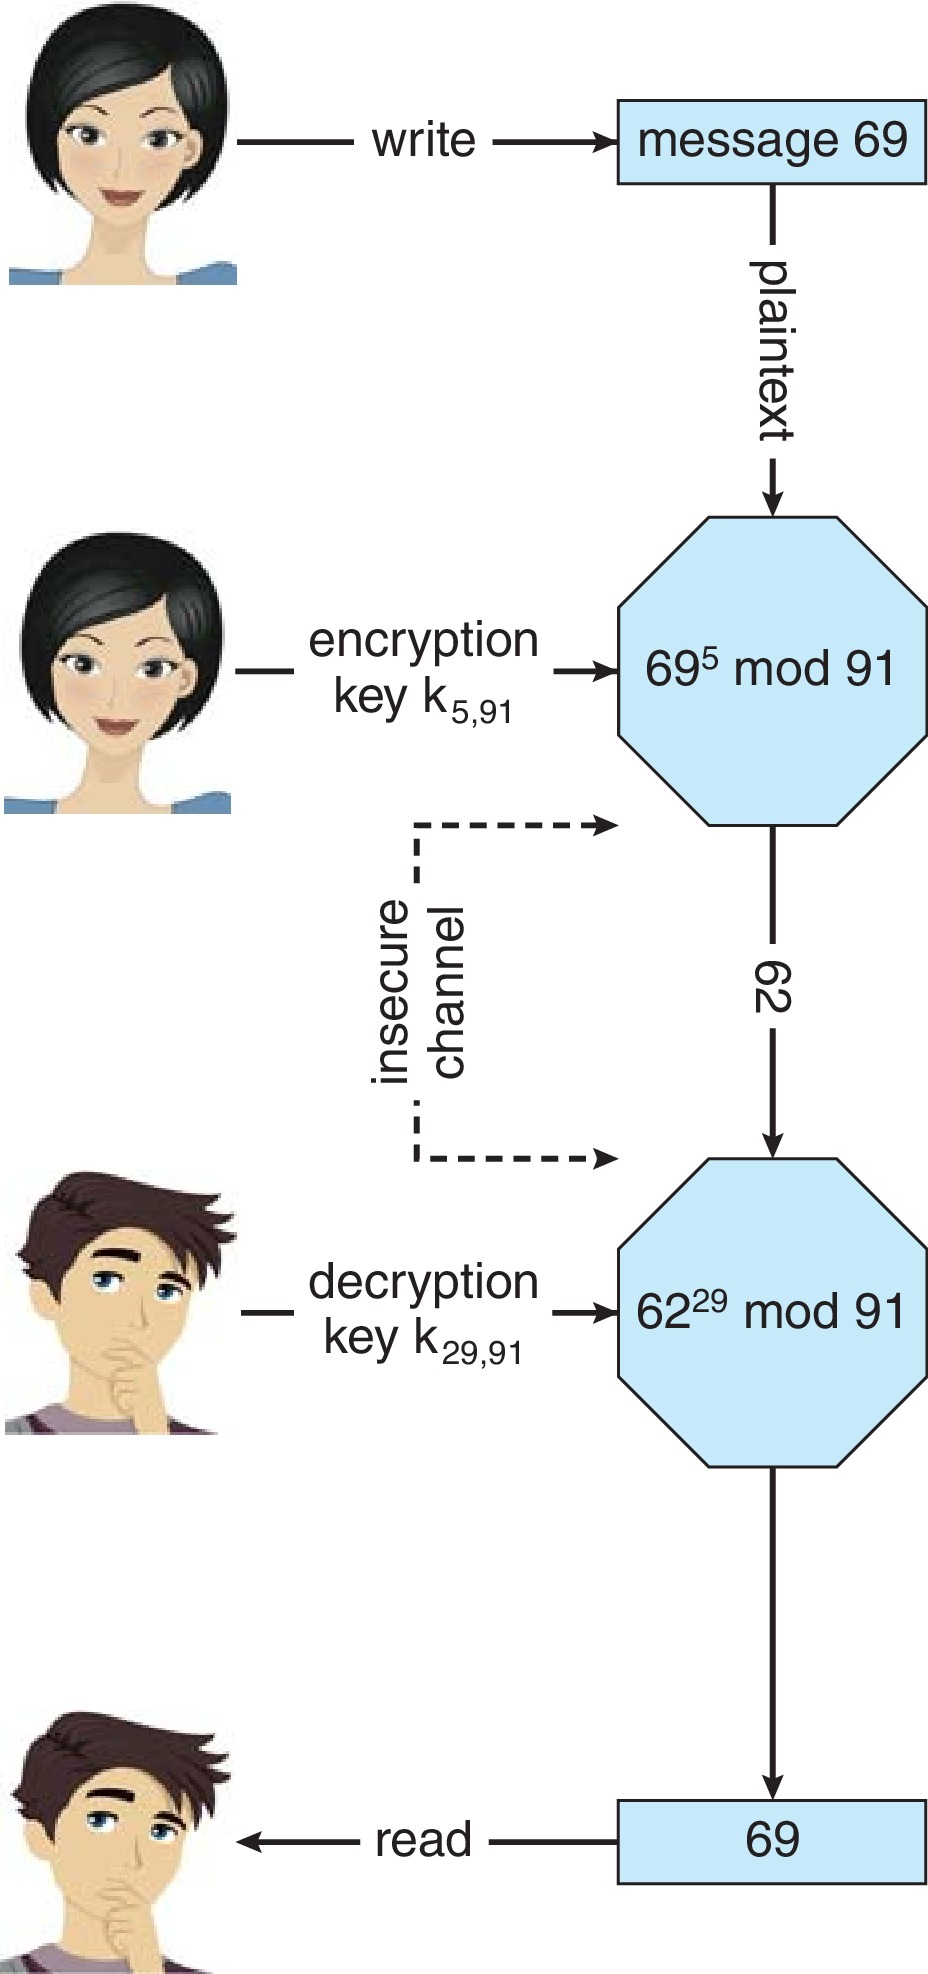 write
message 69
plaintext
encryption
key k5,91
69⁵ mod 91
insecure
channel
62
decryption
key k29,91
62²⁹ mod 91
read
69